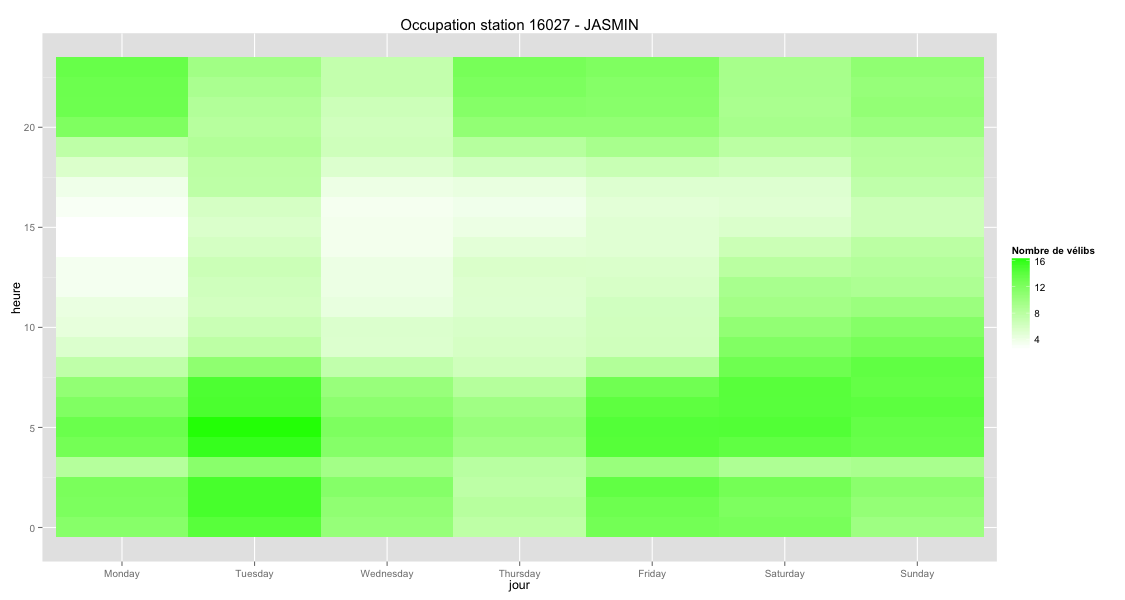 Occupation station 16027 - JASMIN
heure
20
15
10
5
0
Monday Tuesday Wednesday Thursday Friday Saturday Sunday
jour
Nombre de vélibs
16
12
8
4